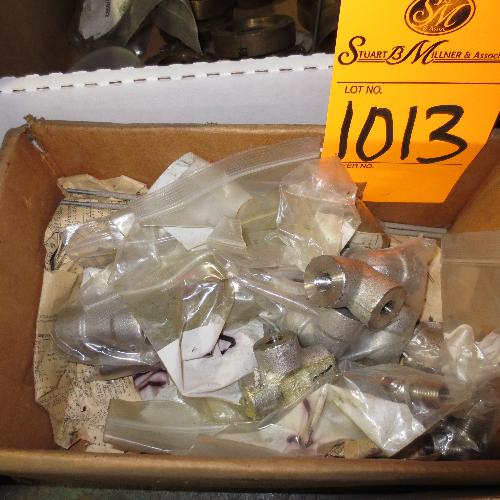 SM
STUART B MILLNER & Assoc
LOT NO.
1013